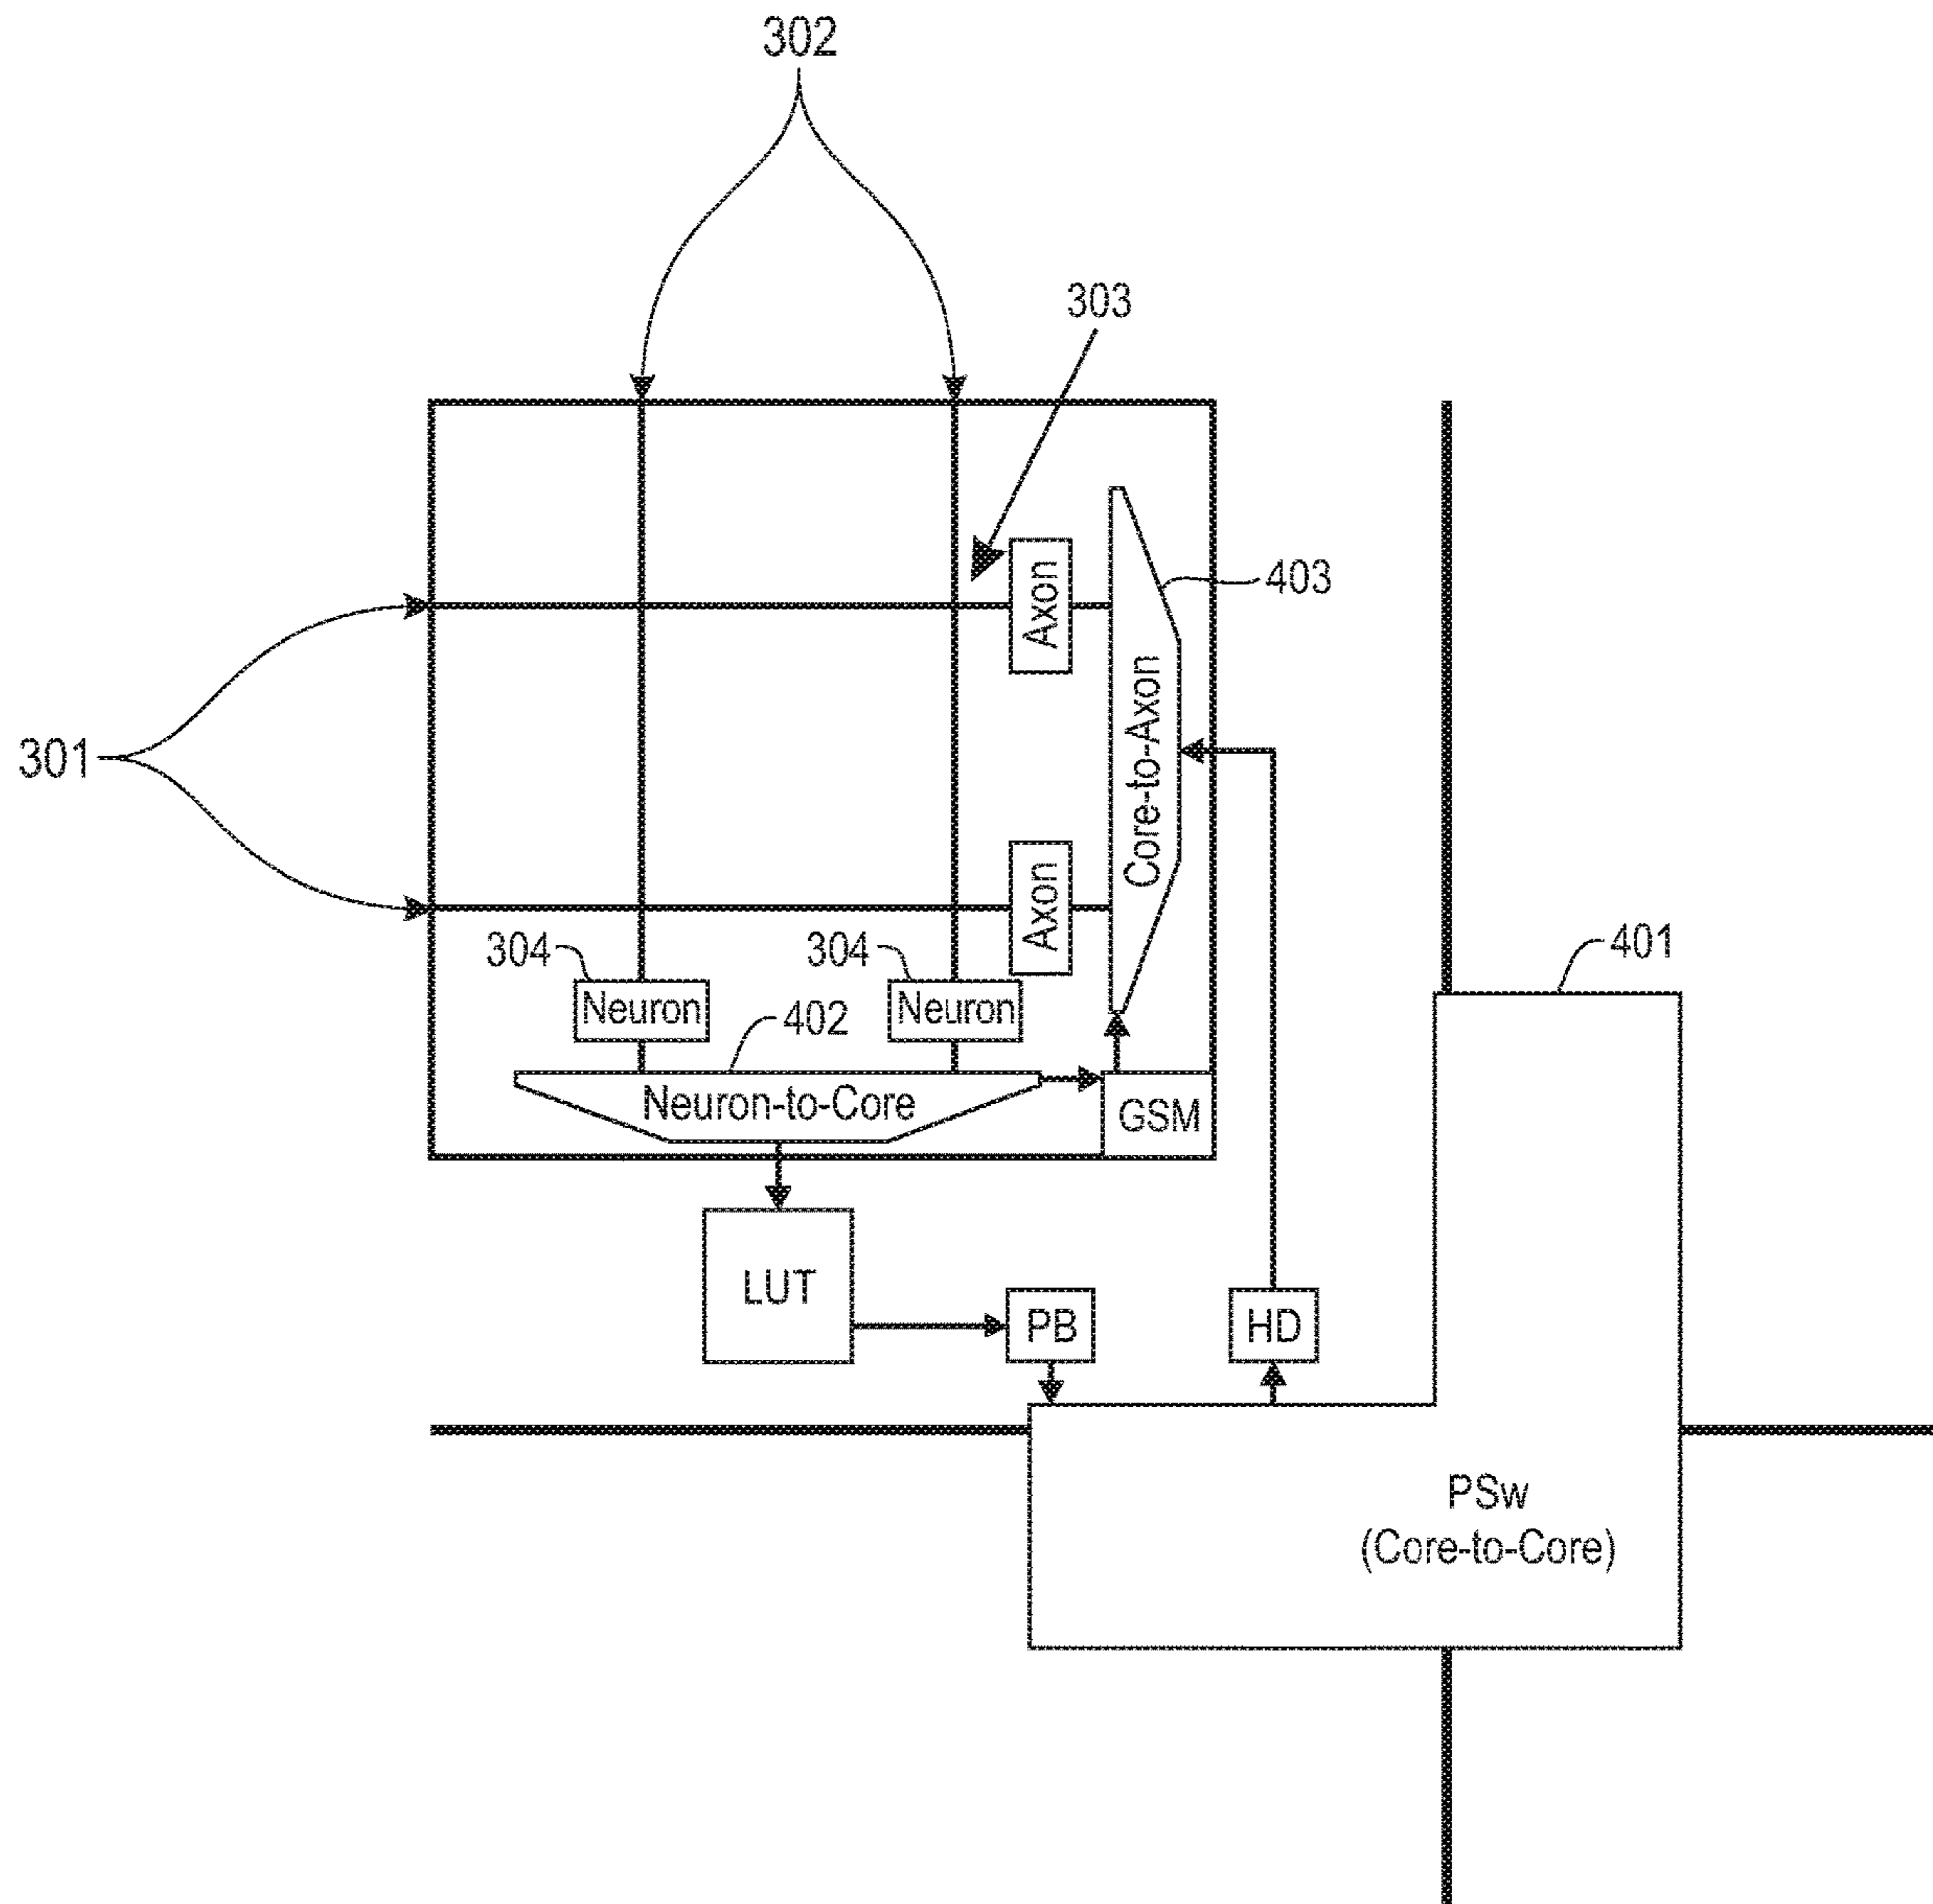 302
303
Axon
403
Core-to-Axon
301
Axon
304
304
401
Neuron
Neuron
402
Neuron-to-Core
GSM
LUT
PB
HD
PSw
(Core-to-Core)